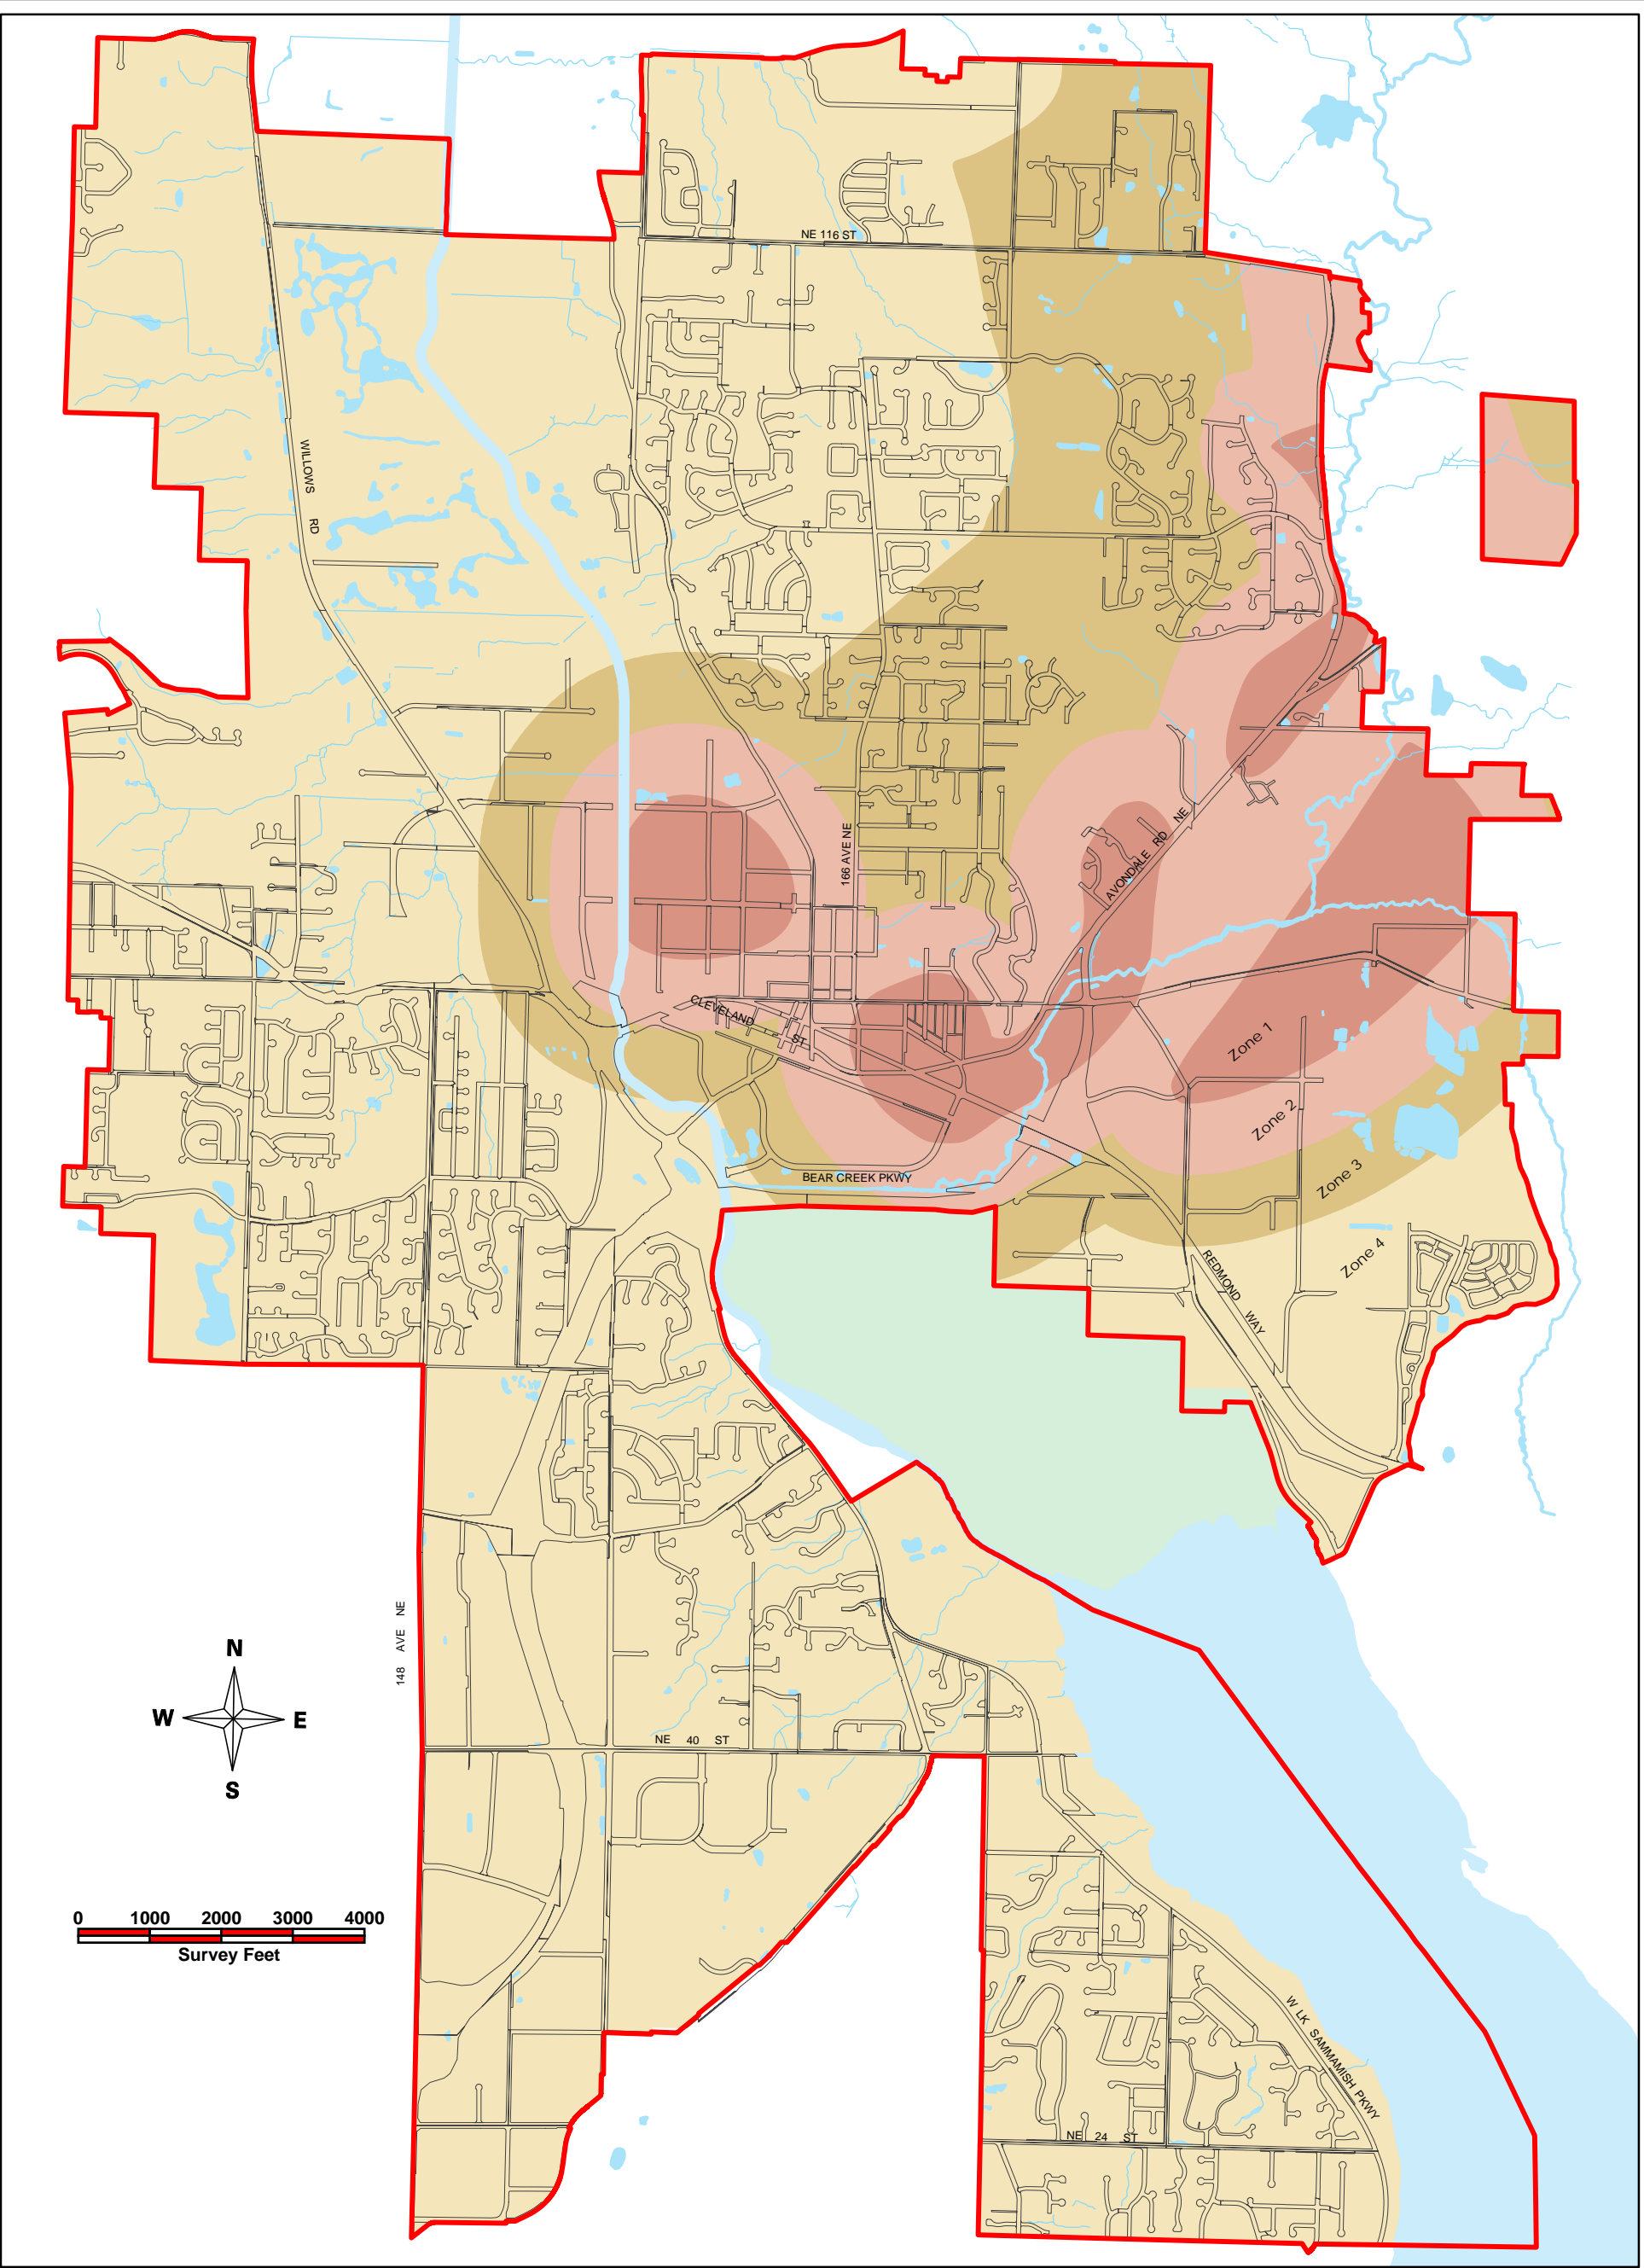 NE 116 ST
WILLOWS RD
166 AVE NE
AVONDALE RD NE
CLEVELAND ST
Zone 1
Zone 2
Zone 3
Zone 4
BEAR CREEK PKWY
REDMOND WAY
148 AVE NE
N
W E
S
NE 40 ST
0 1000 2000 3000 4000
Survey Feet
W LK SAMMAMISH PKWY
NE 24 ST